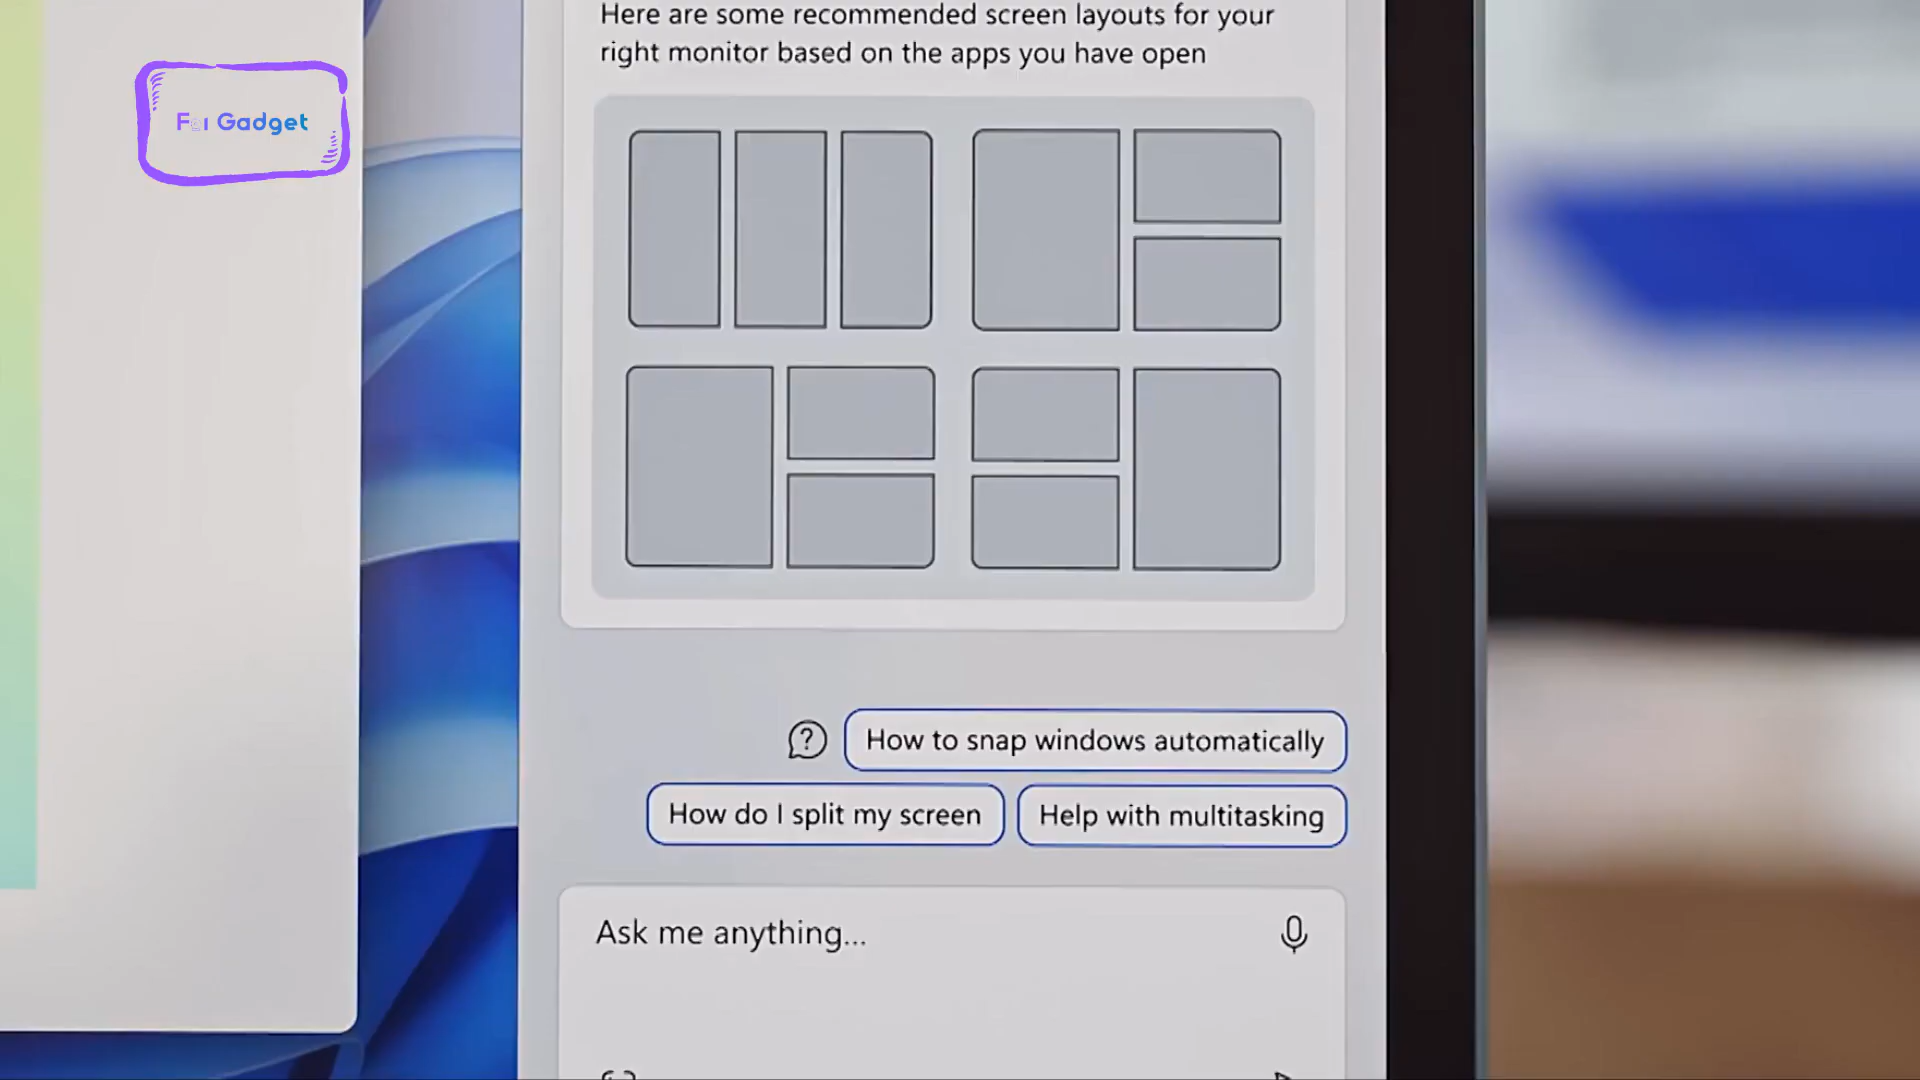 Here are some recommended screen layouts for your
right monitor based on the apps you have open
Gadget
How to snap windows automatically
How do I split my screen
Help with multitasking
Ask me anything...